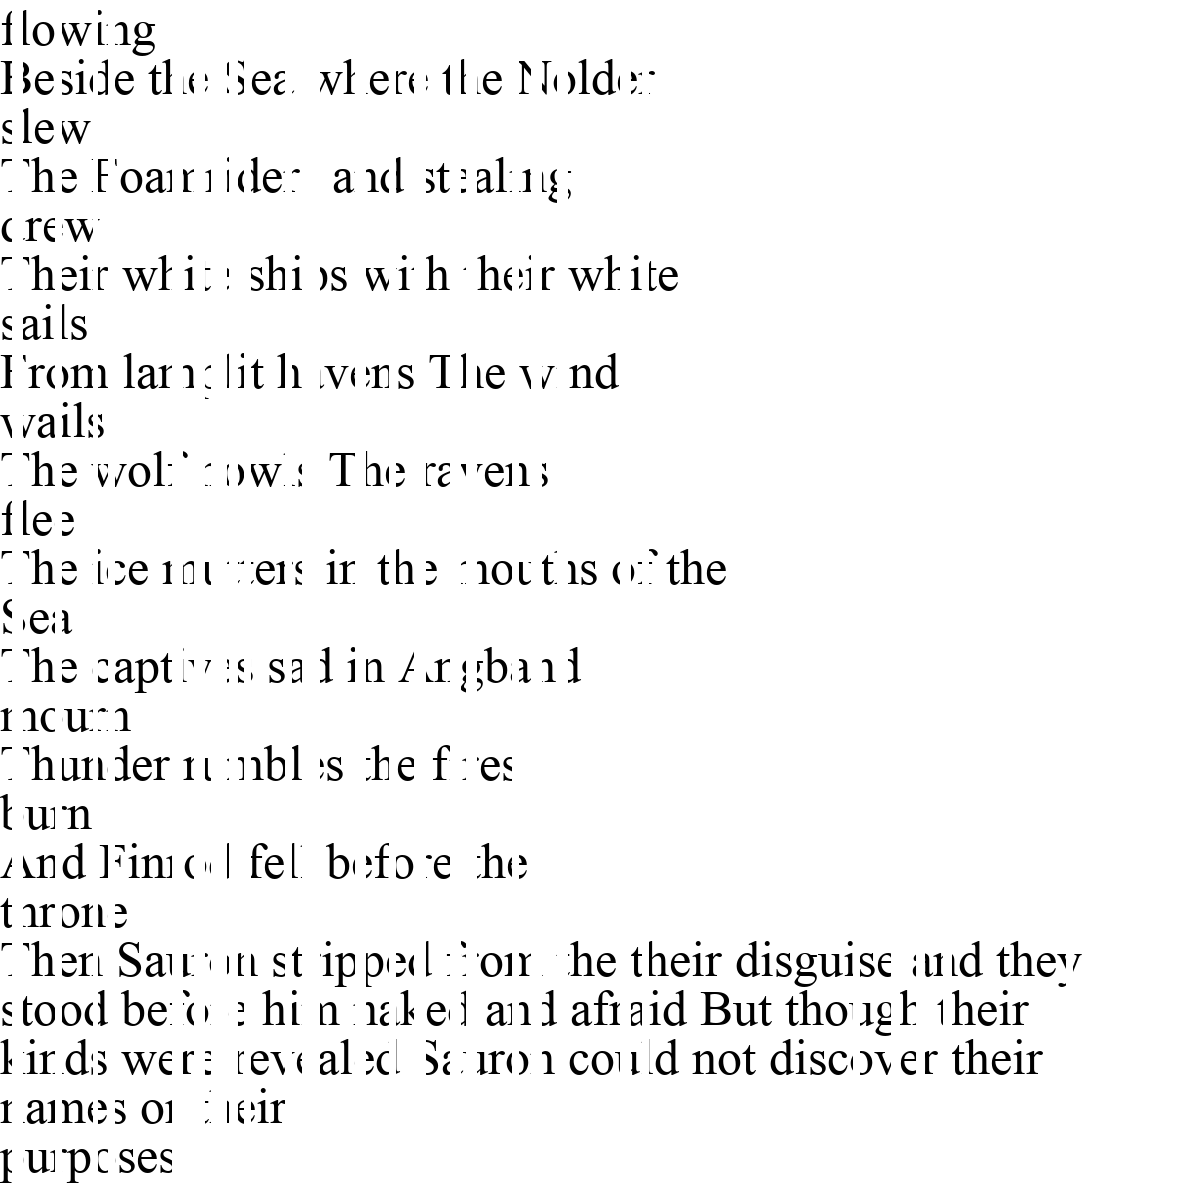 flowing
Beside the Sea where the Nolder
slew
The Foamriders and stealing
drew
Their white ships with their white
sails
From lamplit havens The wind
wails
The wolf howls The ravens
flee
The ice mutters in the mouths of the
Sea
The captives sad in Angband
mourn
Thunder rumbles the fires
burn
And Finrod fell before the
throne
Then Sauron stripped from the their disguise and they
stood before him naked and afraid But though their
kinds were revealed Sauron could not discover their
names or their
purposes